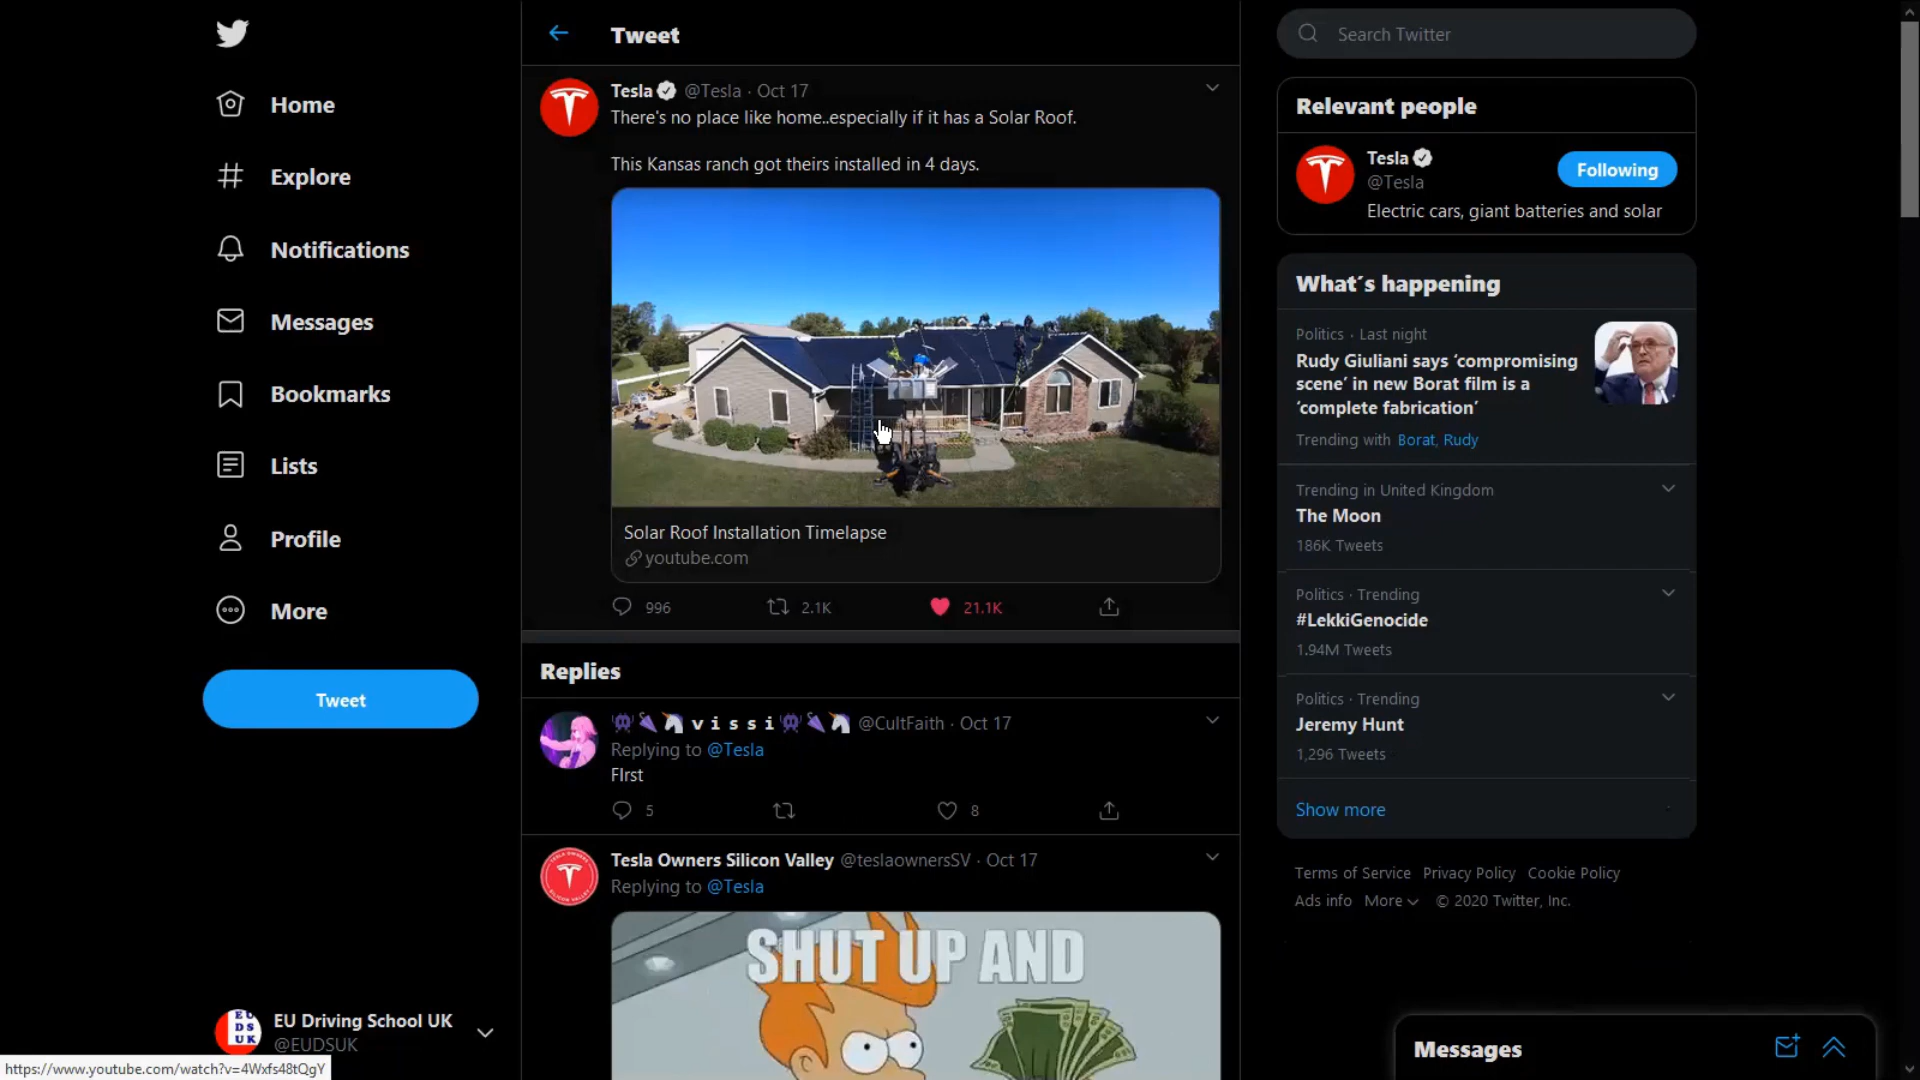 Home
Explore
Notifications
Messages
Bookmarks
Lists
Profile
More
Tweet
EU Driving School UK
@EUDSUK
https://www.youtube.com/watch?v=4Wxfs48tQgY
Tweet
Tesla @Tesla · Oct 17
There's no place like home..especially if it has a Solar Roof.
This Kansas ranch got theirs installed in 4 days.
Solar Roof Installation Timelapse
youtube.com
996 2.1K 21.1K
Replies
v i s s i @CultFaith · Oct 17
Replying to @Tesla
FIrst
5 8
Tesla Owners Silicon Valley @teslaownersSV · Oct 17
Replying to @Tesla
SHUT UP AND
Search Twitter
Relevant people
Tesla
@Tesla
Following
Electric cars, giant batteries and solar
What's happening
Politics · Last night
Rudy Giuliani says ‘compromising
scene’ in new Borat film is a
‘complete fabrication’
Trending with Borat, Rudy
Trending in United Kingdom
The Moon
186K Tweets
Politics · Trending
#LekkiGenocide
1.94M Tweets
Politics · Trending
Jeremy Hunt
1,296 Tweets
Show more
Terms of Service Privacy Policy Cookie Policy
Ads info More © 2020 Twitter, Inc.
Messages